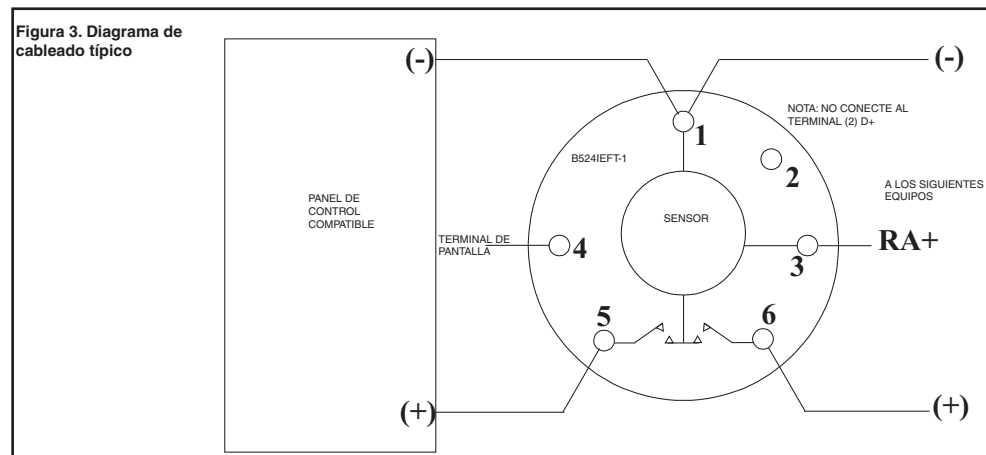 Figura 3. Diagrama de
cableado típico
(-)
(-)
NOTA: NO CONECTE AL
TERMINAL (2) D+
1
B524IEFT-1
2
A LOS SIGUIENTES
EQUIPOS
PANEL DE
CONTROL
COMPATIBLE
SENSOR
TERMINAL DE
PANTALLA
4
3
RA+
5
6
(+)
(+)